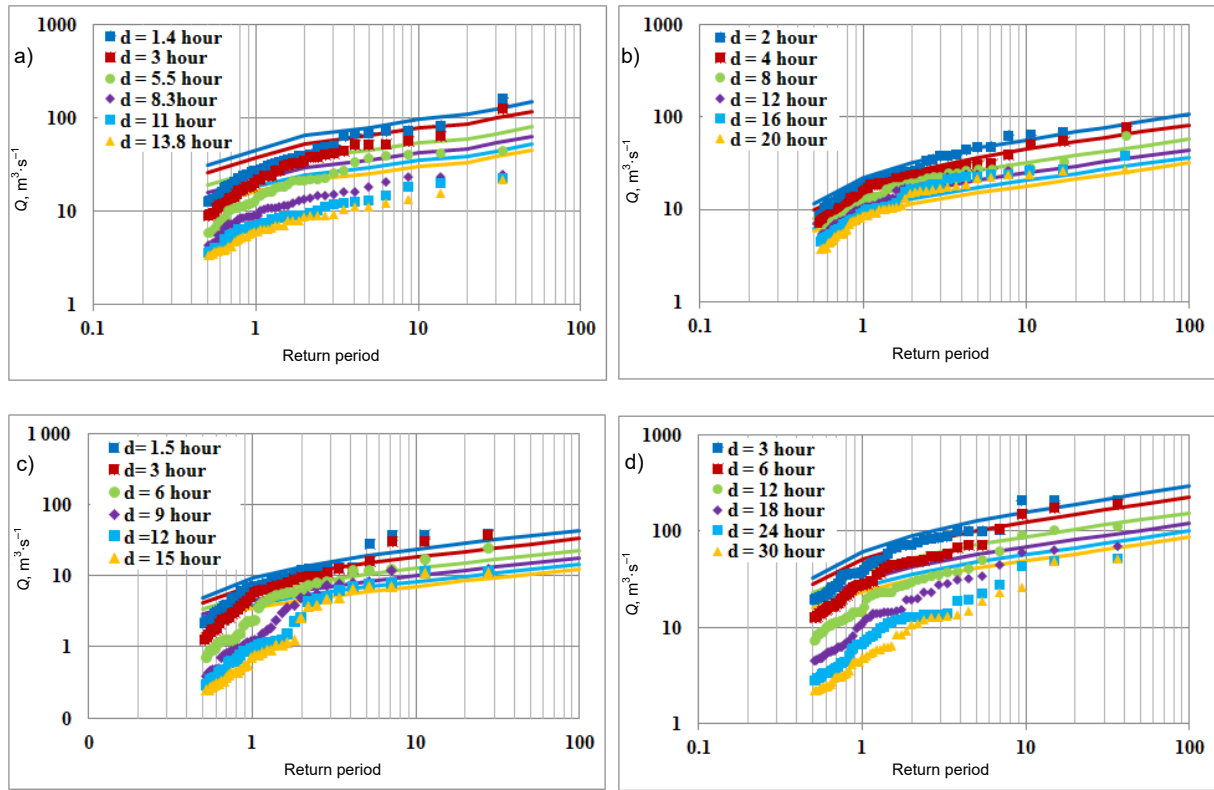 a)
Q, m³·s⁻¹
1000
100
10
1
d = 1.4 hour
d = 3 hour
d = 5.5 hour
d = 8.3hour
d = 11 hour
d = 13.8 hour
0.1 1 10 100
Return period
b)
Q, m³·s⁻¹
1000
100
10
1
d = 2 hour
d = 4 hour
d = 8 hour
d = 12 hour
d = 16 hour
d = 20 hour
0.1 1 10 100
Return period
c)
Q, m³·s⁻¹
1 000
100
10
1
0
d= 1.5 hour
d= 3 hour
d= 6 hour
d= 9 hour
d=12 hour
d= 15 hour
0 1 10 100
Return period
d)
Q, m³·s⁻¹
1000
100
10
1
d = 3 hour
d = 6 hour
d = 12 hour
d = 18 hour
d = 24 hour
d = 30 hour
0.1 1 10 100
Return period